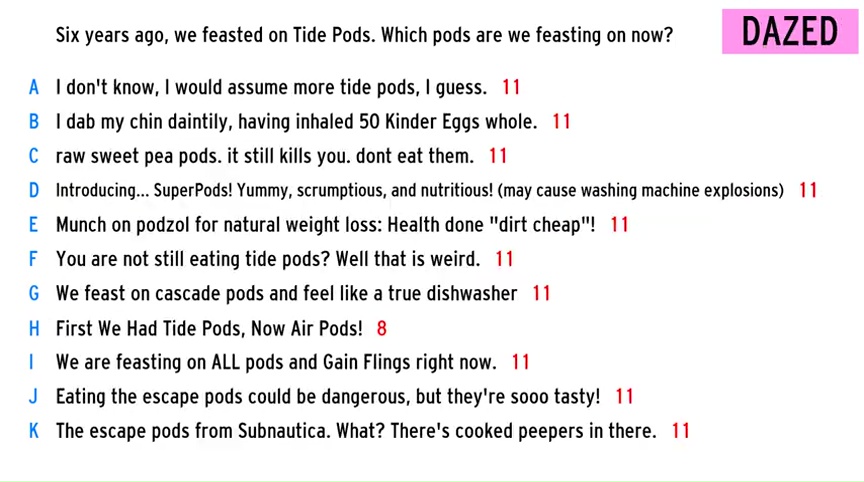 Six years ago, we feasted on Tide Pods. Which pods are we feasting on now?
DAZED
A I don't know, I would assume more tide pods, I guess. 11
B I dab my chin daintily, having inhaled 50 Kinder Eggs whole. 11
C raw sweet pea pods. it still kills you. dont eat them. 11
D Introducing... SuperPods! Yummy, scrumptious, and nutritious! (may cause washing machine explosions) 11
E Munch on podzol for natural weight loss: Health done "dirt cheap"! 11
F You are not still eating tide pods? Well that is weird. 11
G We feast on cascade pods and feel like a true dishwasher 11
H First We Had Tide Pods, Now Air Pods! 8
I We are feasting on ALL pods and Gain Flings right now. 11
J Eating the escape pods could be dangerous, but they're sooo tasty! 11
K The escape pods from Subnautica. What? There's cooked peepers in there. 11